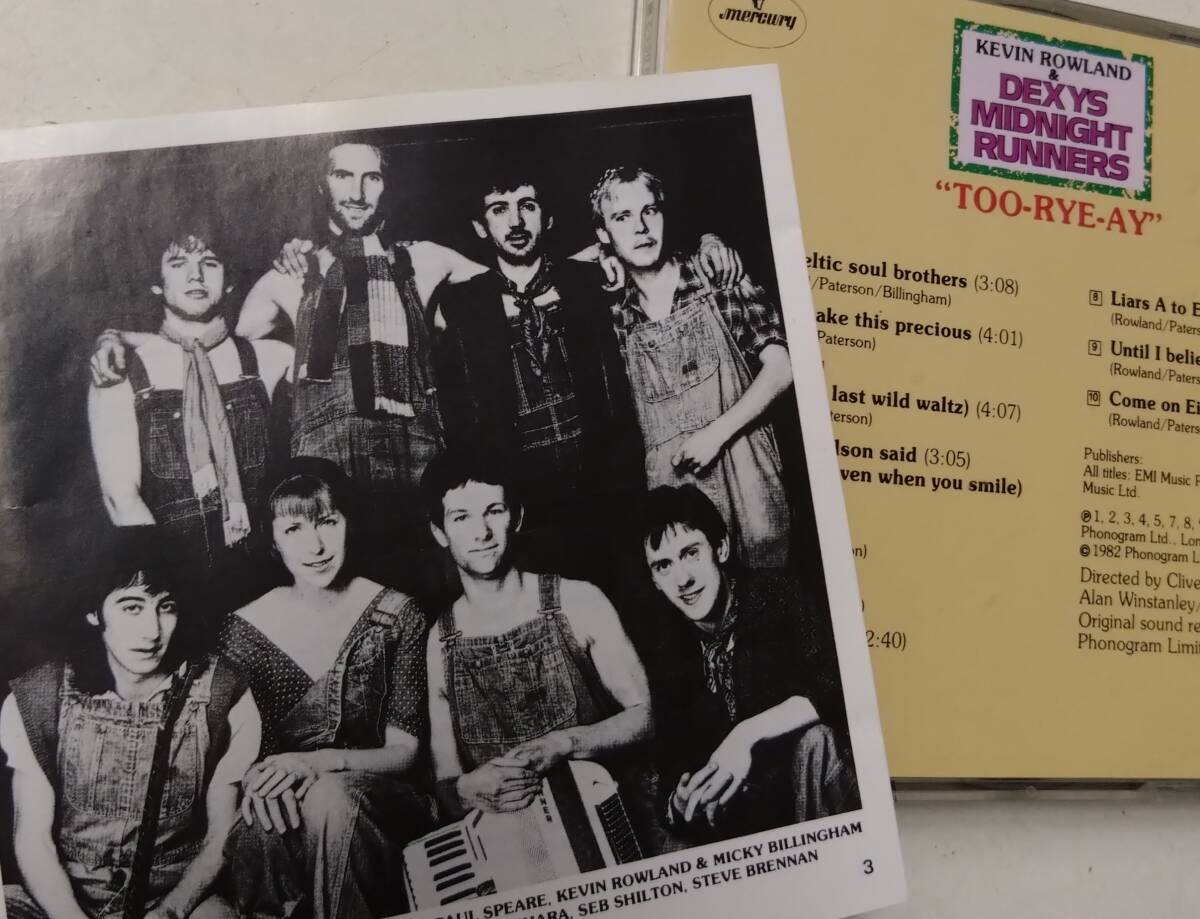 mercury
KEVIN ROWLAND
&
DEXYS
MIDNIGHT
RUNNERS
"TOO-RYE-AY"
eltic soul brothers (3:08)
/Paterson/Billingham)
ake this precious (4:01)
Paterson)
last wild waltz) (4:07)
terson)
lson said (3:05)
ven when you smile)
on)
2:40)
8 Liars A to E
(Rowland/Paters
9 Until I belie
(Rowland/Paters
10 Come on Ei
(Rowland/Paters
Publishers:
All titles: EMI Music P
Music Ltd.
℗ 1, 2, 3, 4, 5, 7, 8,
Phonogram Ltd., Lon
© 1982 Phonogram L
Directed by Clive
Alan Winstanley/
Original sound re
Phonogram Limit
PAUL SPEARE, KEVIN ROWLAND & MICKY BILLINGHAM
HARA, SEB SHILTON, STEVE BRENNAN
3